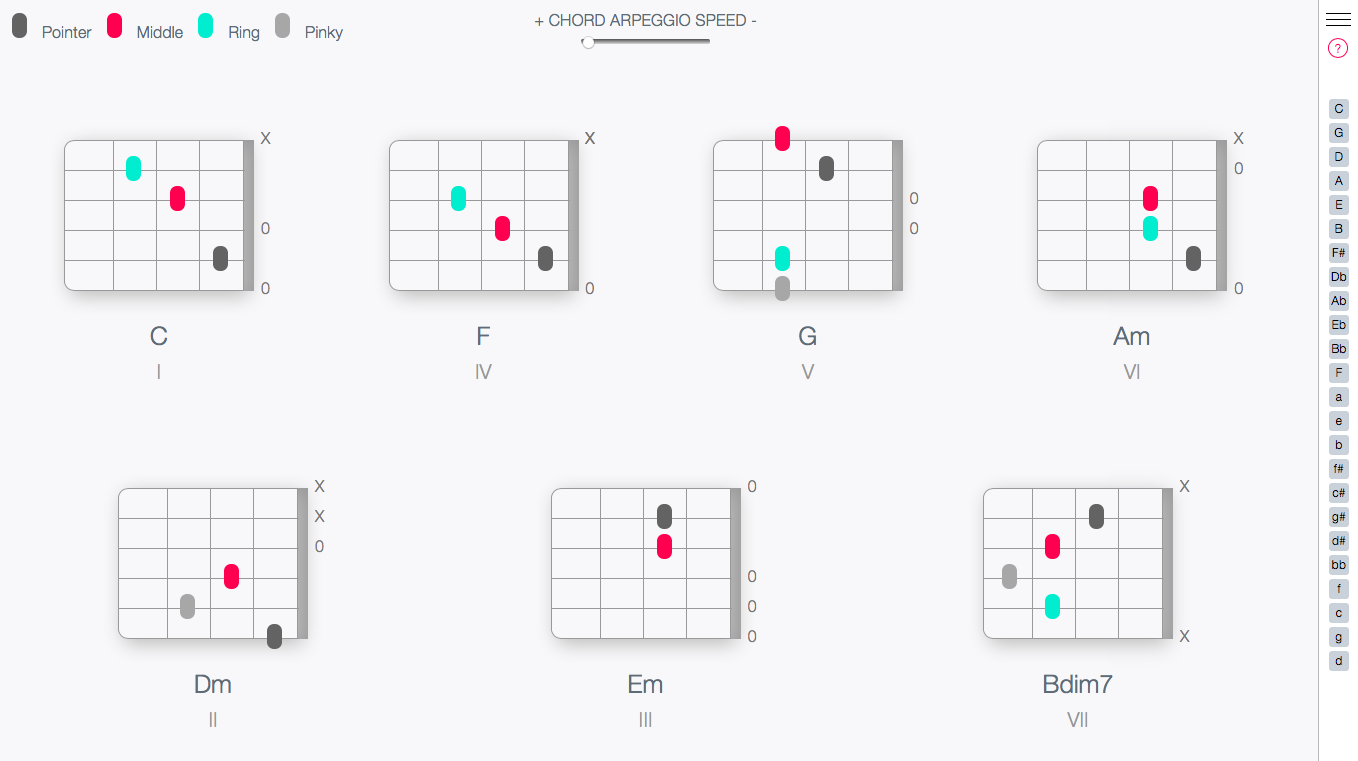 Pointer Middle Ring Pinky
+ CHORD ARPEGGIO SPEED -
?
X
0
0
C
I
X
0
F
IV
0
0
G
V
X
0
0
Am
VI
X
X
0
Dm
II
0
0
0
0
Em
III
X
X
Bdim7
VII
C
G
D
A
E
B
F#
Db
Ab
Eb
Bb
F
a
e
b
f#
c#
g#
d#
bb
f
c
g
d